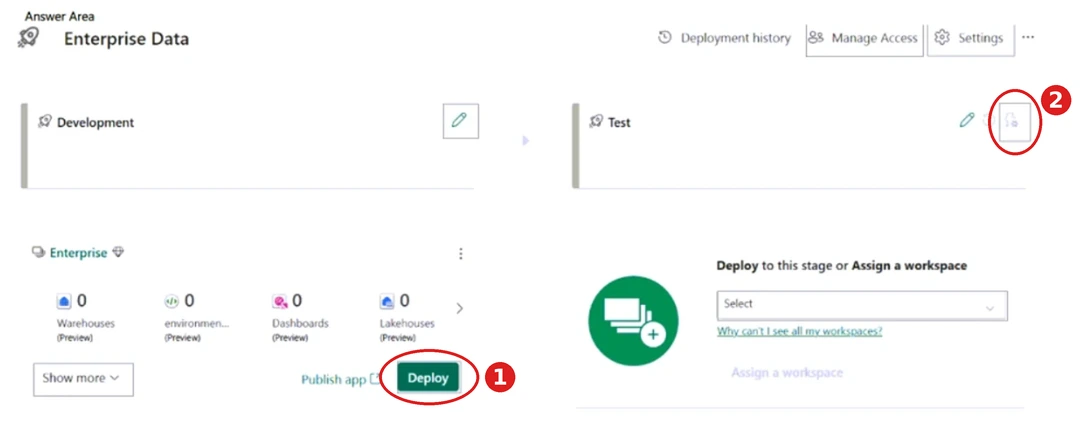 Answer Area
Enterprise Data
Deployment history Manage Access Settings ...
2
Development
Test
Enterprise
Deploy to this stage or Assign a workspace
0 0 0 0
Select
Warehouses environmen... Dashboards Lakehouses
(Preview) (Preview) (Preview) (Preview)
Why can't I see all my workspaces?
Show more
Publish app
Deploy
1
Assign a workspace